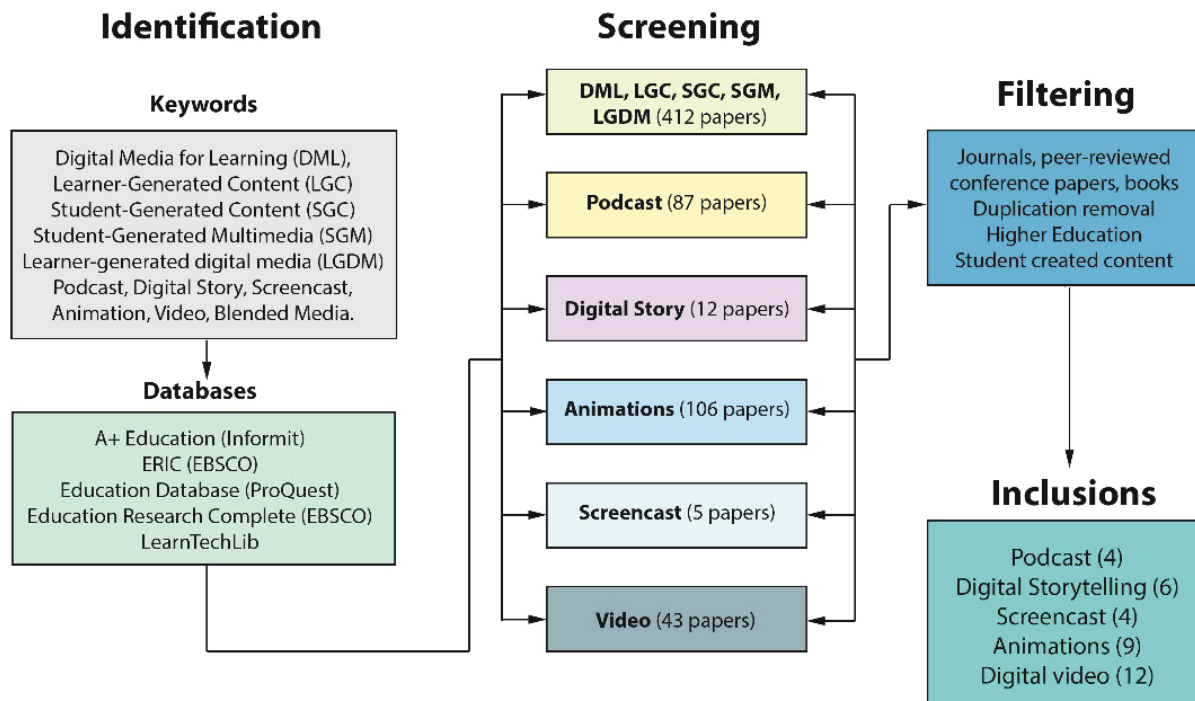 Identification
Keywords
Digital Media for Learning (DML),
Learner-Generated Content (LGC)
Student-Generated Content (SGC)
Student-Generated Multimedia (SGM)
Learner-generated digital media (LGDM)
Podcast, Digital Story, Screencast,
Animation, Video, Blended Media.
Databases
A+ Education (Informit)
ERIC (EBSCO)
Education Database (ProQuest)
Education Research Complete (EBSCO)
LearnTechLib
Screening
DML, LGC, SGC, SGM,
LGDM (412 papers)
Podcast (87 papers)
Digital Story (12 papers)
Animations (106 papers)
Screencast (5 papers)
Video (43 papers)
Filtering
Journals, peer-reviewed
conference papers, books
Duplication removal
Higher Education
Student created content
Inclusions
Podcast (4)
Digital Storytelling (6)
Screencast (4)
Animations (9)
Digital video (12)